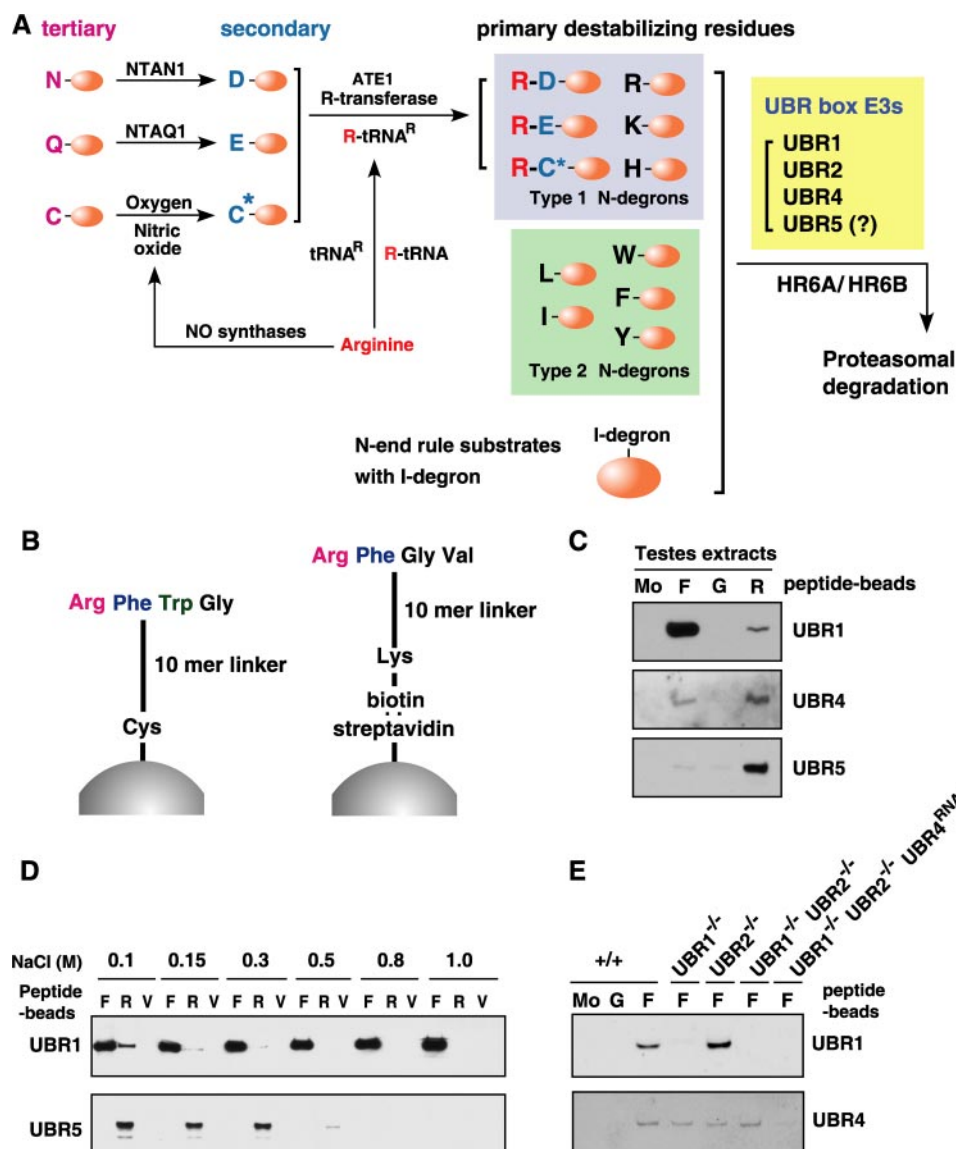 A
tertiary secondary primary destabilizing residues
N NTAN1 D
Q NTAQ1 E
C Oxygen C*
Nitric
oxide
ATE1
R-transferase
R-tRNAR
tRNAR R-tRNA
NO synthases Arginine
R-D R
R-E K
R-C* H
Type 1 N-degrons
L W
I F
Y
Type 2 N-degrons
N-end rule substrates
with I-degron
I-degron
UBR box E3s
UBR1
UBR2
UBR4
UBR5 (?)
HR6A/HR6B
Proteasomal
degradation
B
Arg Phe Trp Gly
10 mer linker
Cys
Arg Phe Gly Val
10 mer linker
Lys
biotin
streptavidin
C
Testes extracts
Mo F G R peptide-beads
UBR1
UBR4
UBR5
D
NaCl (M) 0.1 0.15 0.3 0.5 0.8 1.0
Peptide
-beads
F R V F R V F R V F R V F R V F R V
UBR1
UBR5
E
+/+ UBR1-/- UBR2-/- UBR1-/- UBR2-/- UBR1-/- UBR2-/- UBR4RNA
Mo G F F F F F peptide
-beads
UBR1
UBR4